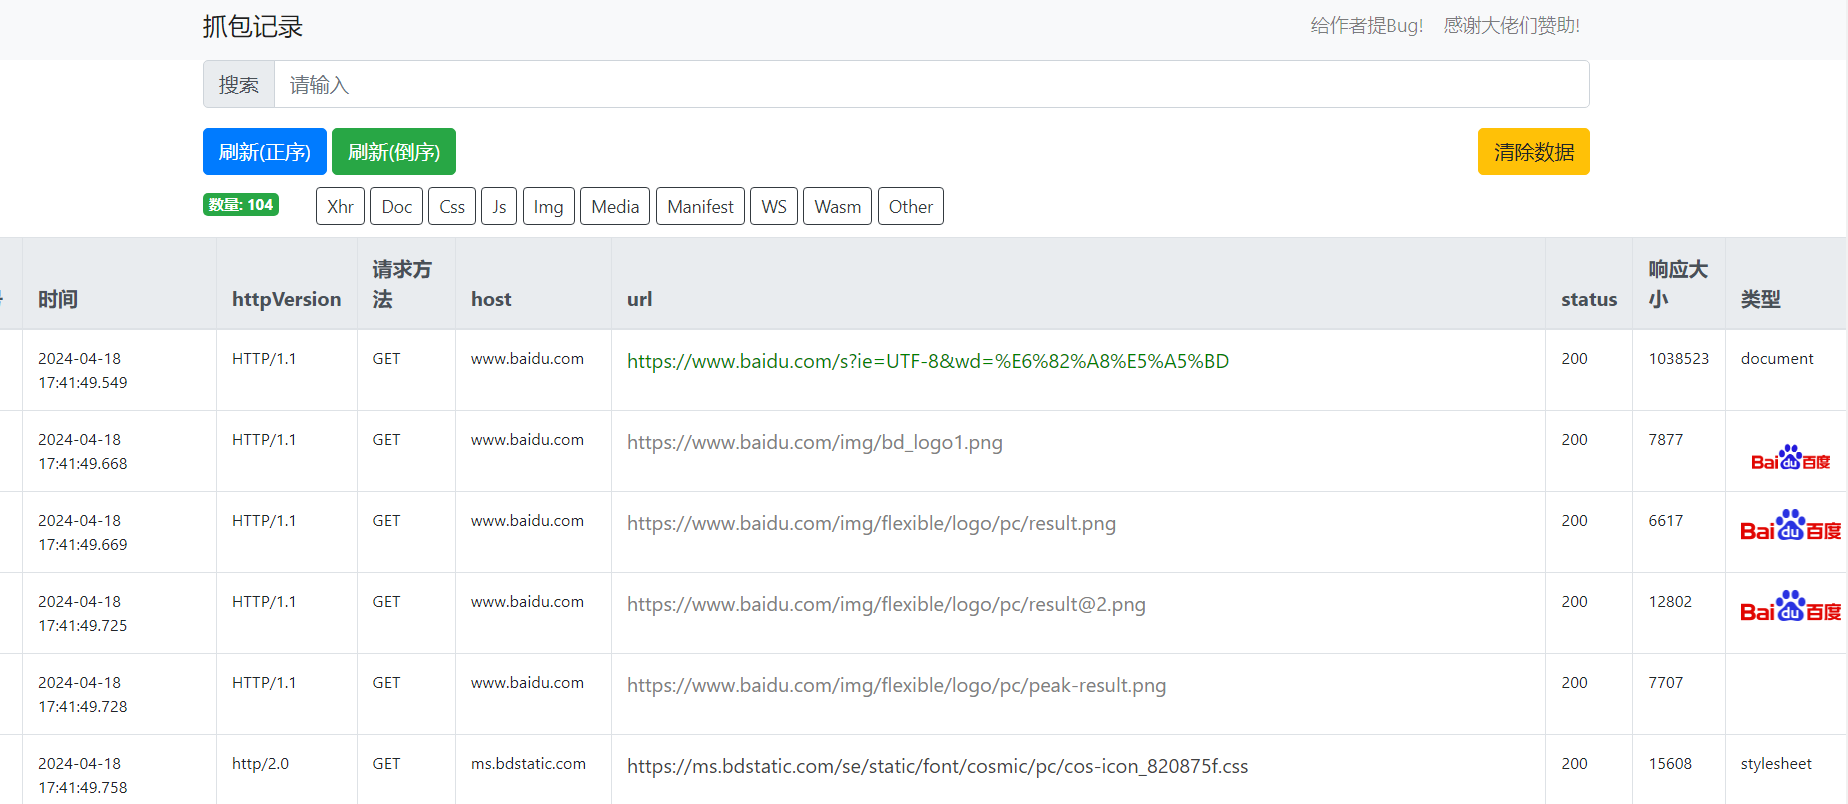 抓包记录
给作者提Bug! 感谢大佬们赞助!
搜索 请输入
刷新(正序) 刷新(倒序) 清除数据
数量: 104 Xhr Doc Css Js Img Media Manifest WS Wasm Other
时间 httpVersion 请求方法 host url status 响应大小 类型
2024-04-18 17:41:49.549 HTTP/1.1 GET www.baidu.com https://www.baidu.com/s?ie=UTF-8&wd=%E6%82%A8%E5%A5%BD 200 1038523 document
2024-04-18 17:41:49.668 HTTP/1.1 GET www.baidu.com https://www.baidu.com/img/bd_logo1.png 200 7877 Baidu百度
2024-04-18 17:41:49.669 HTTP/1.1 GET www.baidu.com https://www.baidu.com/img/flexible/logo/pc/result.png 200 6617 Baidu百度
2024-04-18 17:41:49.725 HTTP/1.1 GET www.baidu.com https://www.baidu.com/img/flexible/logo/pc/result@2.png 200 12802 Baidu百度
2024-04-18 17:41:49.728 HTTP/1.1 GET www.baidu.com https://www.baidu.com/img/flexible/logo/pc/peak-result.png 200 7707
2024-04-18 17:41:49.758 http/2.0 GET ms.bdstatic.com https://ms.bdstatic.com/se/static/font/cosmic/pc/cos-icon_820875f.css 200 15608 stylesheet